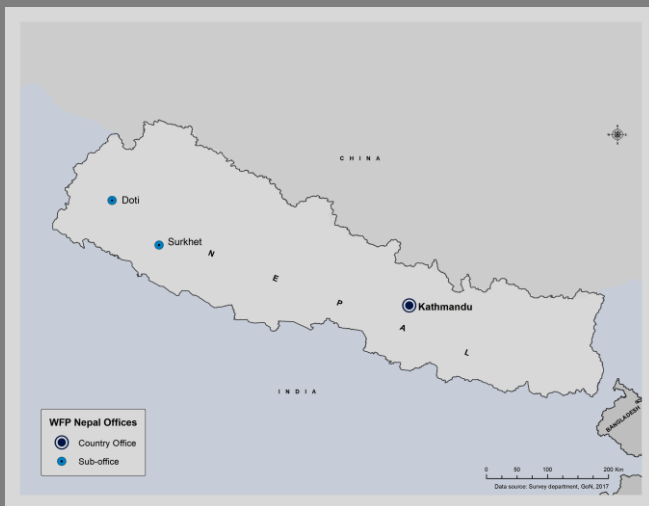 CHINA
Doti
Surkhet
NEPAL
Kathmandu
INDIA
BANGLADESH
WFP Nepal Offices
Country Office
Sub-office
0 50 100 200 Km
Data source: Survey department, GoN, 2017